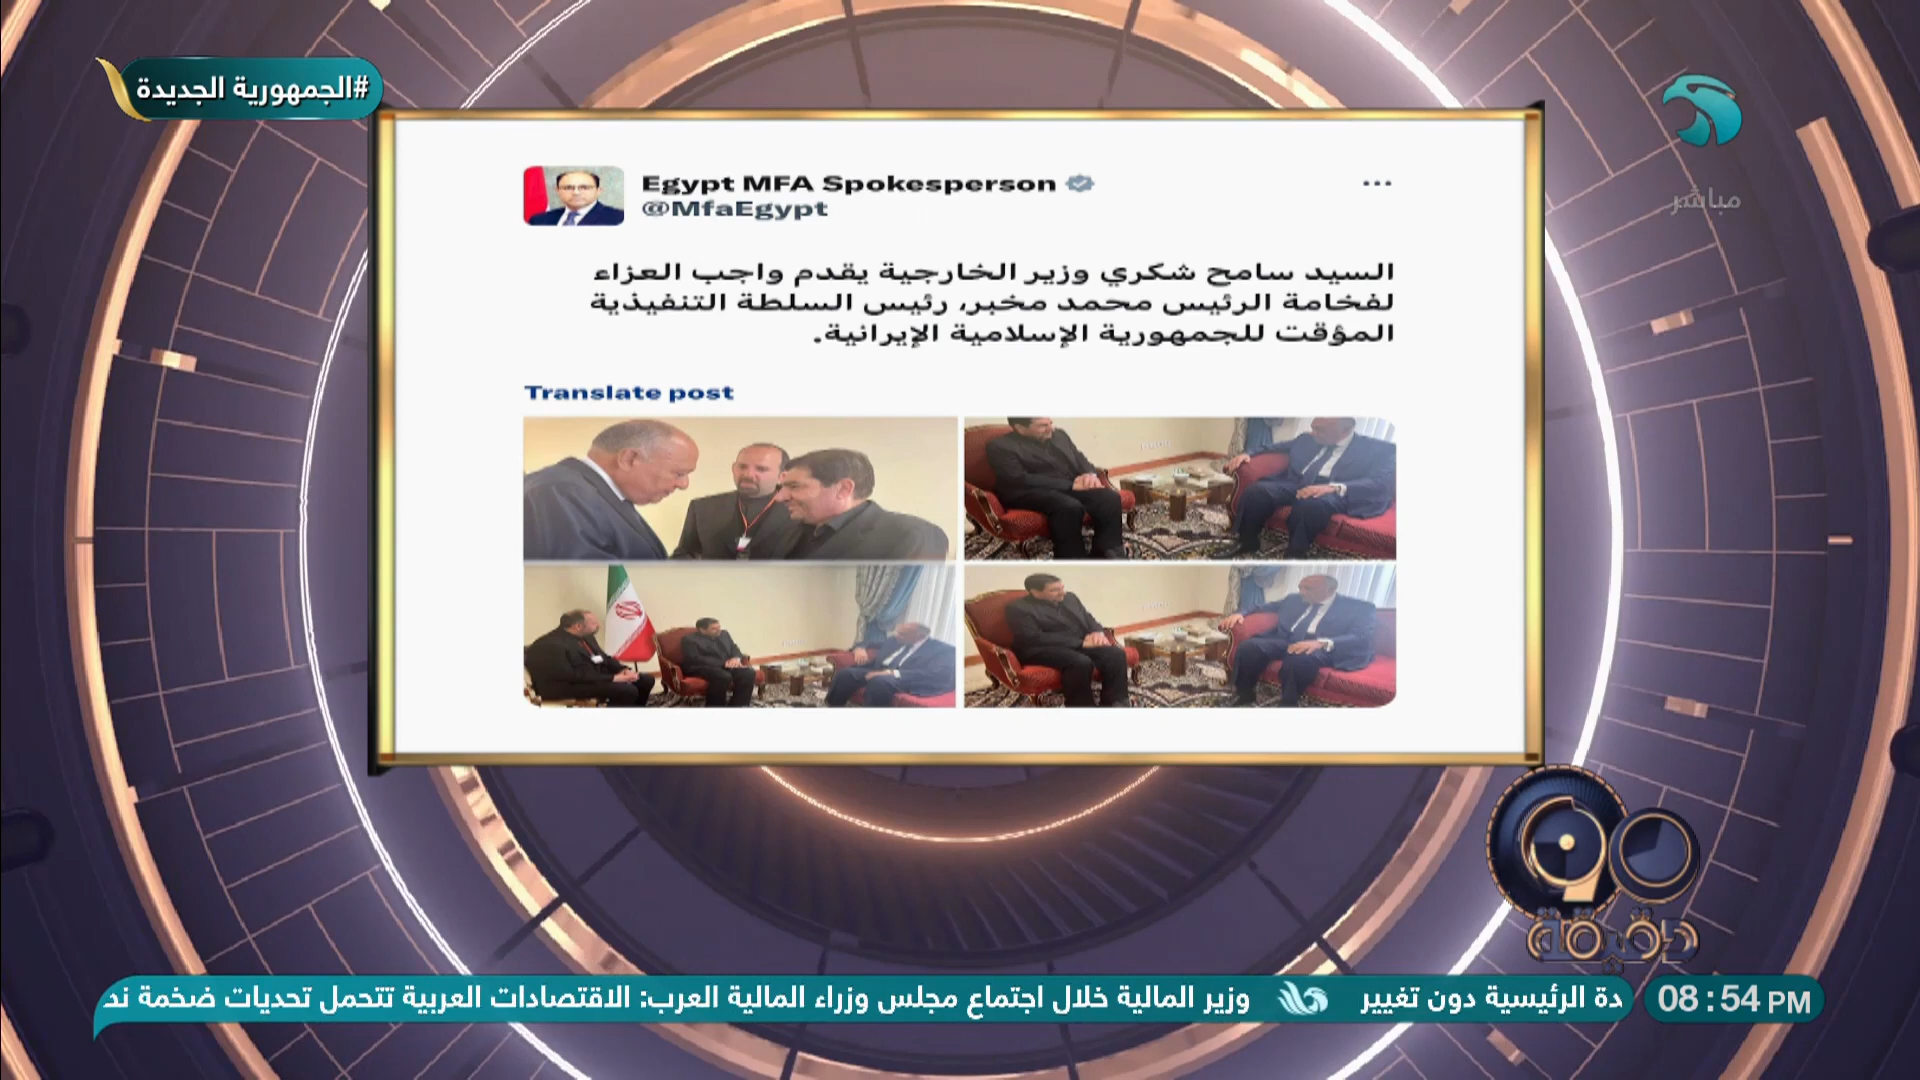 #الجمهورية الجديدة
مباشر
Egypt MFA Spokesperson
@MfaEgypt
السيد سامح شكري وزير الخارجية يقدم واجب العزاء
لفخامة الرئيس محمد مخبر، رئيس السلطة التنفيذية
المؤقت للجمهورية الإسلامية الإيرانية.
Translate post
90
دقيقة
دة الرئيسية دون تغيير
وزير المالية خلال اجتماع مجلس وزراء المالية العرب: الاقتصادات العربية تتحمل تحديات ضخمة ند
08:54 PM